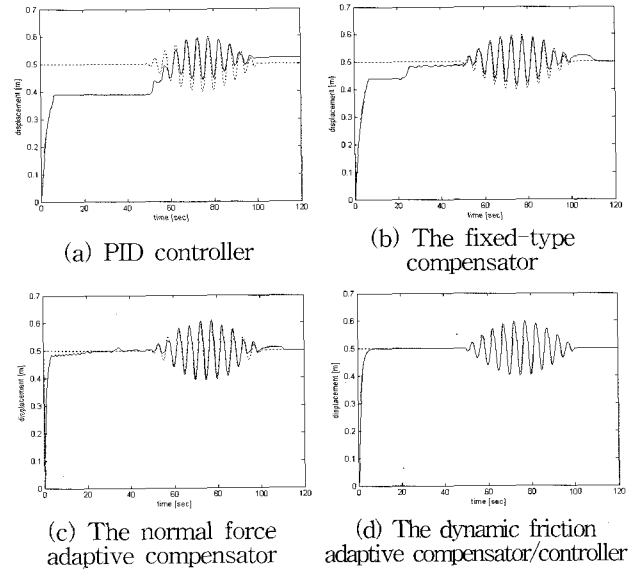 0.7
0.6
0.5
0.4
0.3
0.2
0.1
0
displacement [m]
0 20 40 60 80 100 120
time [sec]
(a) PID controller
0.7
0.6
0.5
0.4
0.3
0.2
0.1
0
displacement [m]
0 20 40 60 80 100 120
time [sec]
(b) The fixed-type
compensator
0.7
0.6
0.5
0.4
0.3
0.2
0.1
0
displacement [m]
0 20 40 60 80 100 120
time [sec]
(c) The normal force
adaptive compensator
0.7
0.6
0.5
0.4
0.3
0.2
0.1
0
displacement [m]
0 20 40 60 80 100 120
time [sec]
(d) The dynamic friction
adaptive compensator/controller